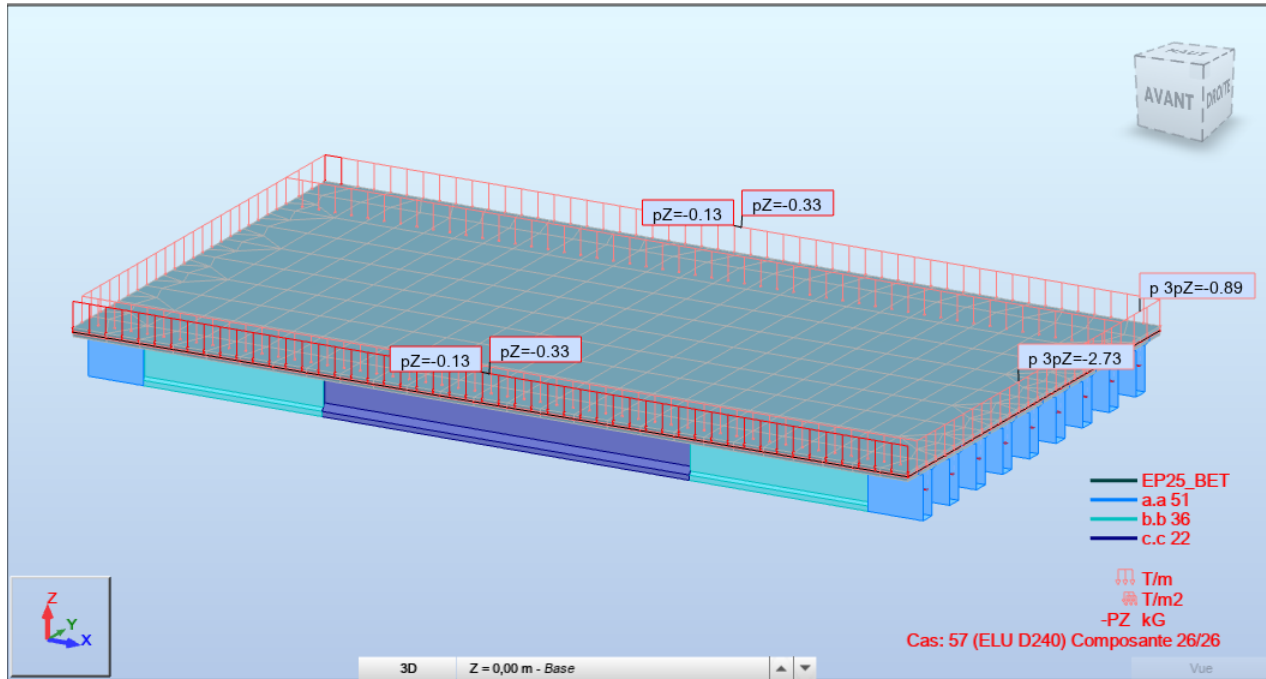 HAUT
AVANT
DROITE
pZ=-0.13
pZ=-0.33
p 3pZ=-0.89
pZ=-0.13
pZ=-0.33
p 3pZ=-2.73
EP25_BET
a.a 51
b.b 36
c.c 22
T/m
T/m2
-PZ kG
Cas: 57 (ELU D240) Composante 26/26
Z
Y
X
3D
Z = 0,00 m - Base
Vue